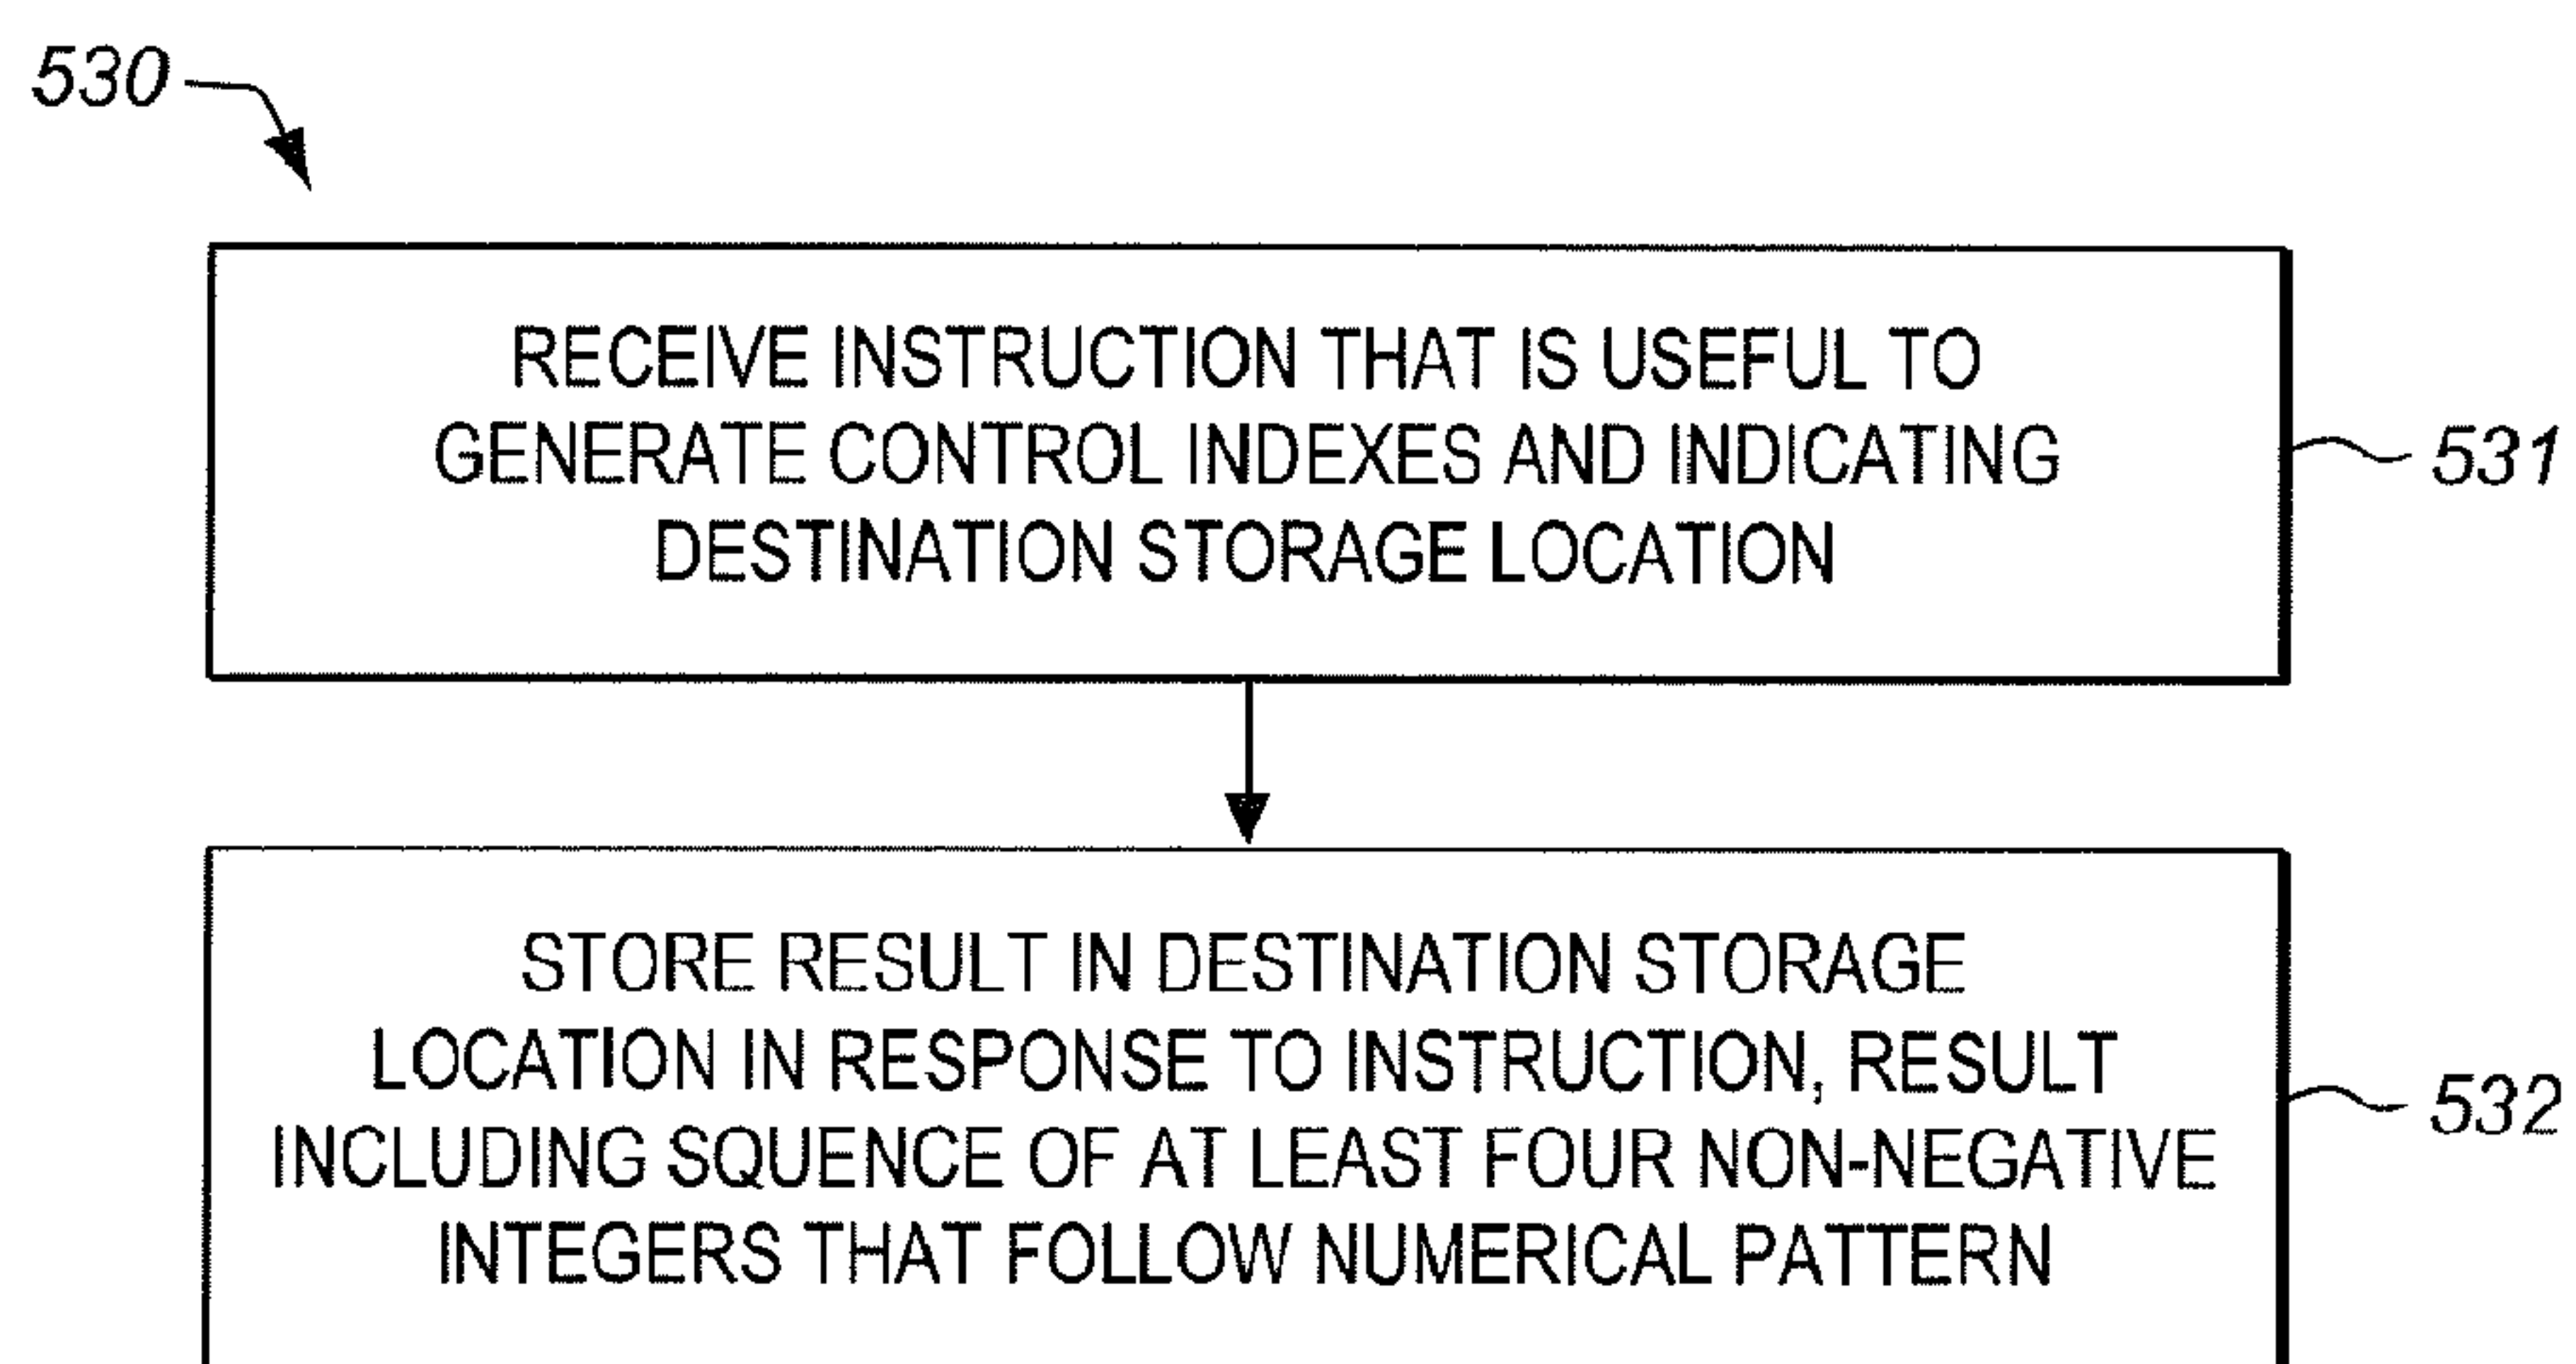 530
RECEIVE INSTRUCTION THAT IS USEFUL TO
GENERATE CONTROL INDEXES AND INDICATING
DESTINATION STORAGE LOCATION
531
STORE RESULT IN DESTINATION STORAGE
LOCATION IN RESPONSE TO INSTRUCTION, RESULT
INCLUDING SQUENCE OF AT LEAST FOUR NON-NEGATIVE
INTEGERS THAT FOLLOW NUMERICAL PATTERN
532